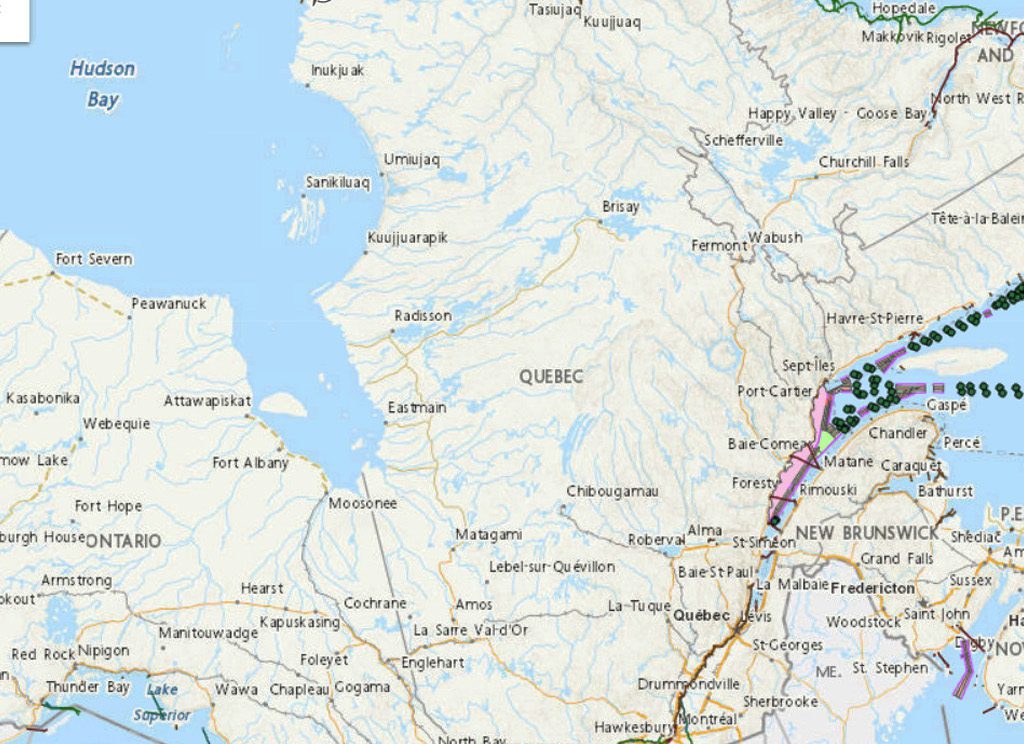 Tasiujaq
Kuujjuaq
Hopedale
Makkovik
Rigolet
AND
Hudson
Bay
Inukjuak
North West R
Happy Valley - Goose Bay
Schefferville
Umiujaq
Churchill Falls
Sanikiluaq
Brisay
Tête-à-la-Balein
Kuujjuarapik
Fermont
Wabush
Fort Severn
Peawanuck
Radisson
Havre-St-Pierre
Sept-Îles
QUEBEC
Port-Cartier
Kasabonika
Attawapiskat
Eastmain
Gaspé
Webequie
Chandler
Baie-Comeau
Percé
mow Lake
Fort Albany
Matane
Caraquet
Forestv
Rimouski
Bathurst
Chibougamau
Moosonee
Fort Hope
P.E
burgh House
ONTARIO
Matagami
Roberval
Alma
St-Siméon
NEW BRUNSWICK
Shediac
Am
Grand Falls
Lebel-sur-Quévillon
Baie-St-Paul
La Malbaie
Fredericton
Sussex
Armstrong
ookout
Hearst
Cochrane
Amos
La-Tuque
Québec
Lévis
Woodstock
Saint John
Ha
Kapuskasing
Manitouwadge
La Sarre
Val-d'Or
St-Georges
Digby
NOV
Red Rock
Nipigon
Foleyet
Englehart
ME.
St. Stephen
Thunder Bay
Lake
Superior
Wawa
Chapleau
Gogama
Drummondville
Sherbrooke
Yarn
We
Hawkesbury
Montréal
North Bay